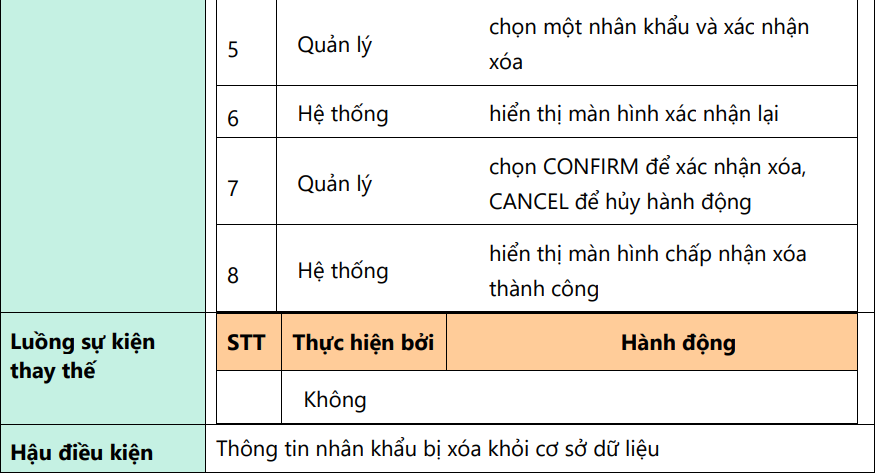 5 Quản lý chọn một nhân khẩu và xác nhận
xóa
6 Hệ thống hiển thị màn hình xác nhận lại
7 Quản lý chọn CONFIRM để xác nhận xóa,
CANCEL để hủy hành động
8 Hệ thống hiển thị màn hình chấp nhận xóa
thành công
Luồng sự kiện
thay thế
STT Thực hiện bởi Hành động
Không
Hậu điều kiện Thông tin nhân khẩu bị xóa khỏi cơ sở dữ liệu